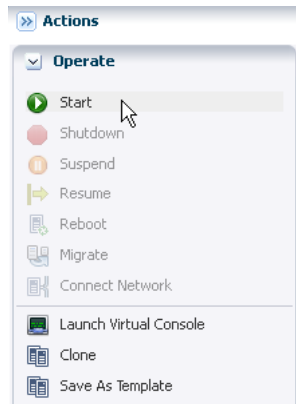 Actions
Operate
Start
Shutdown
Suspend
Resume
Reboot
Migrate
Connect Network
Launch Virtual Console
Clone
Save As Template